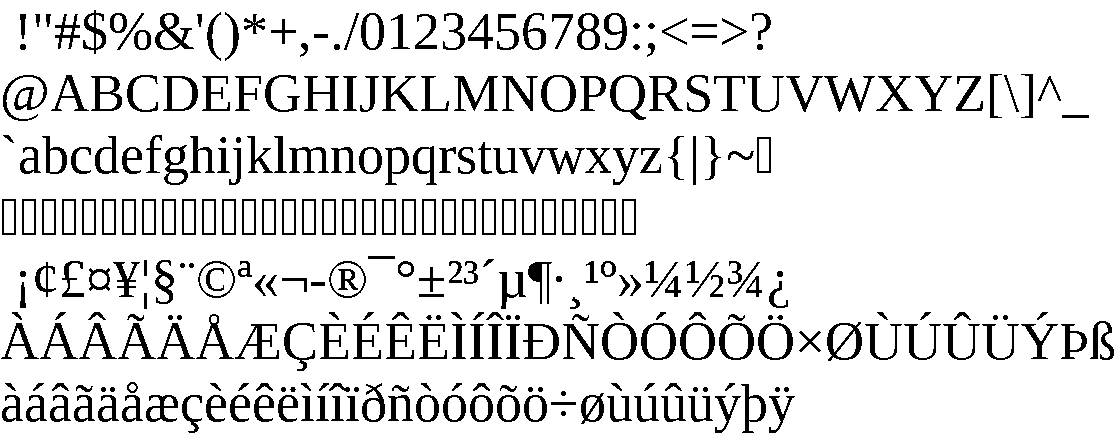 !"#$%&'()*+,-./0123456789:;<=>?
@ABCDEFGHIJKLMNOPQRSTUVWXYZ[\]^_
`abcdefghijklmnopqrstuvwxyz{|}~▯
▯▯▯▯▯▯▯▯▯▯▯▯▯▯▯▯▯▯▯▯▯▯▯▯▯▯▯▯▯▯▯▯
¡¢£¤¥¦§¨©ª«¬-®¯°±²³´µ¶·¸¹º»¼½¾¿
ÀÁÂÃÄÅÆÇÈÉÊËÌÍÎÏÐÑÒÓÔÕÖ×ØÙÚÛÜÝÞß
àáâãäåæçèéêëìíîïðñòóôõö÷øùúûüýþÿ